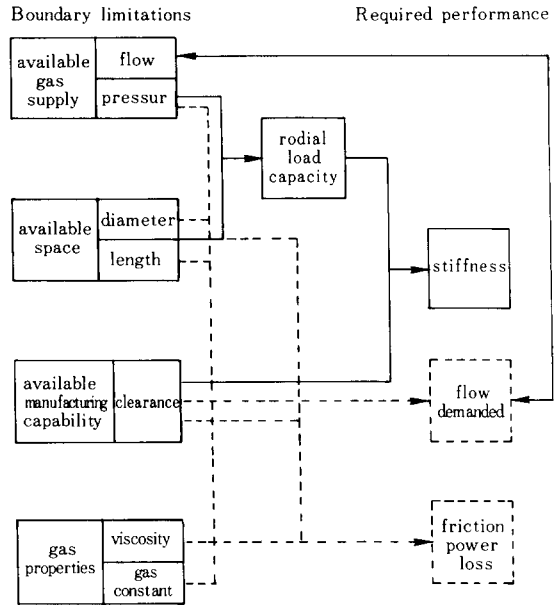 Boundary limitations
Required performance
available
gas
supply
flow
pressur
rodial
load
capacity
available
space
diameter
length
stiffness
available
manufacturing
capability
clearance
flow
demanded
gas
properties
viscosity
gas
constant
friction
power
loss